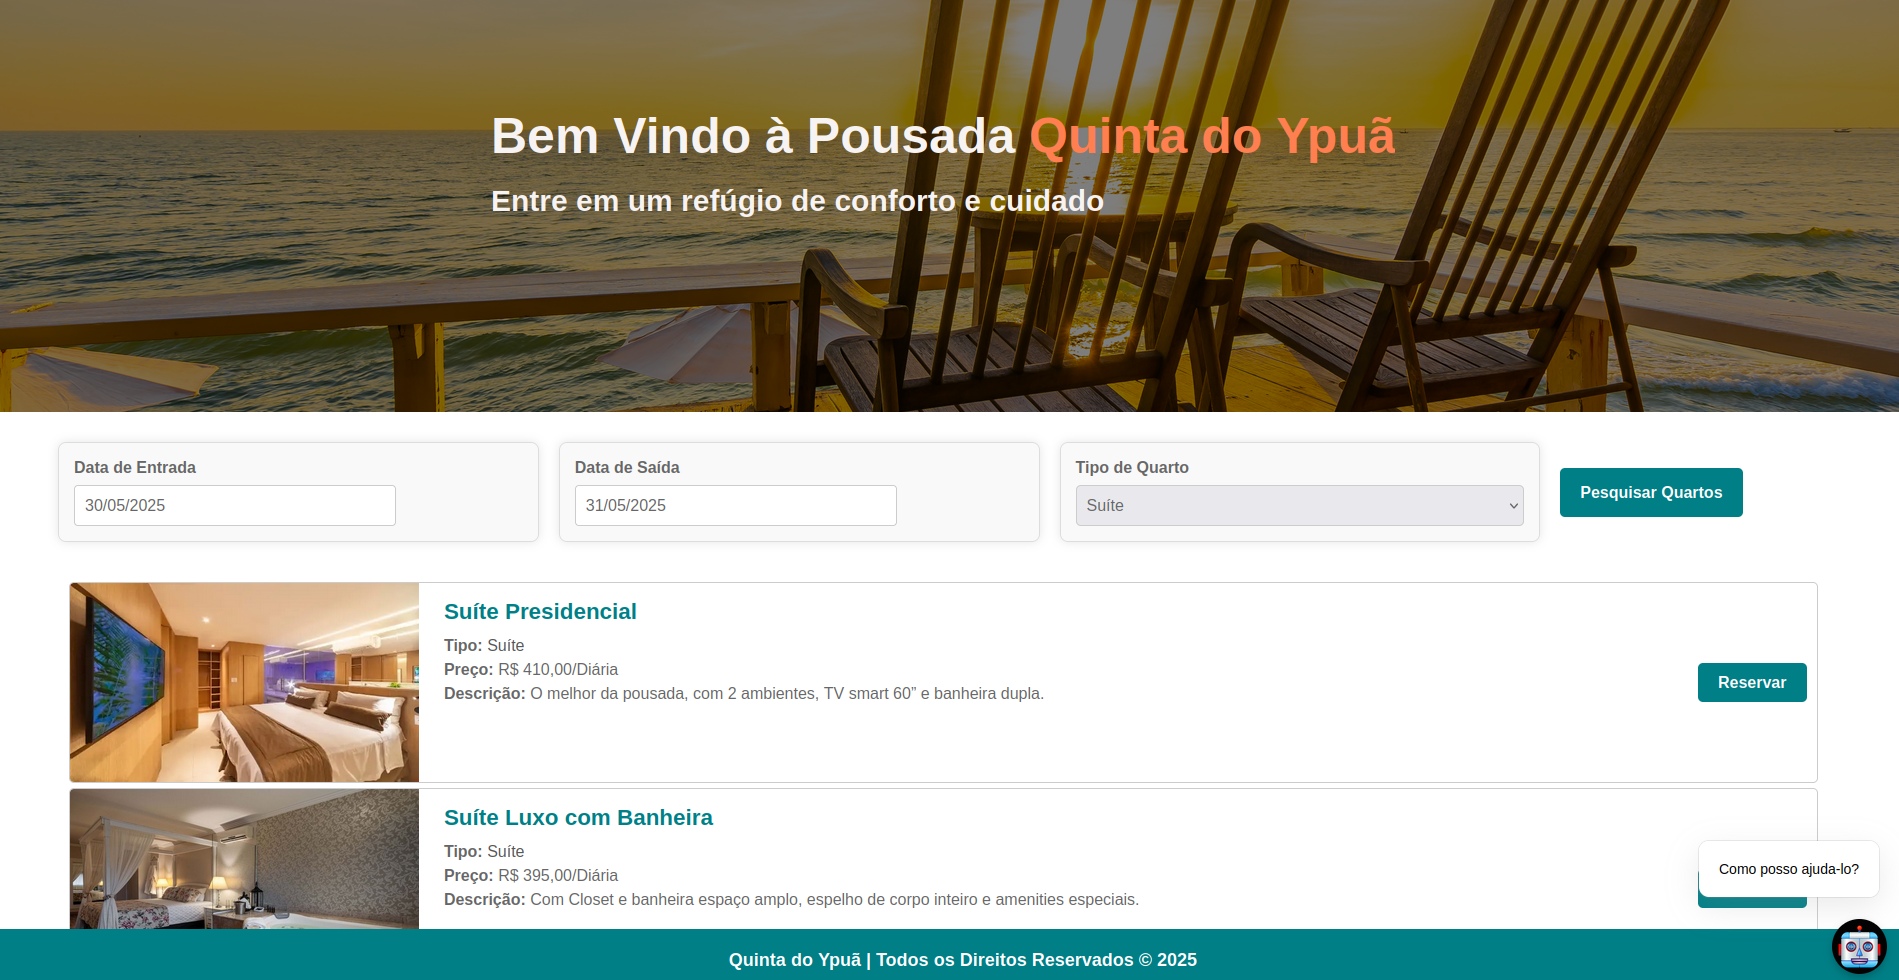 Bem Vindo à Pousada Quinta do Ypuã
Entre em um refúgio de conforto e cuidado
Data de Entrada
30/05/2025
Data de Saída
31/05/2025
Tipo de Quarto
Suíte
Pesquisar Quartos
Suíte Presidencial
Tipo: Suíte
Preço: R$ 410,00/Diária
Descrição: O melhor da pousada, com 2 ambientes, TV smart 60” e banheira dupla.
Reservar
Suíte Luxo com Banheira
Tipo: Suíte
Preço: R$ 395,00/Diária
Descrição: Com Closet e banheira espaço amplo, espelho de corpo inteiro e amenities especiais.
Como posso ajuda-lo?
Quinta do Ypuã | Todos os Direitos Reservados © 2025